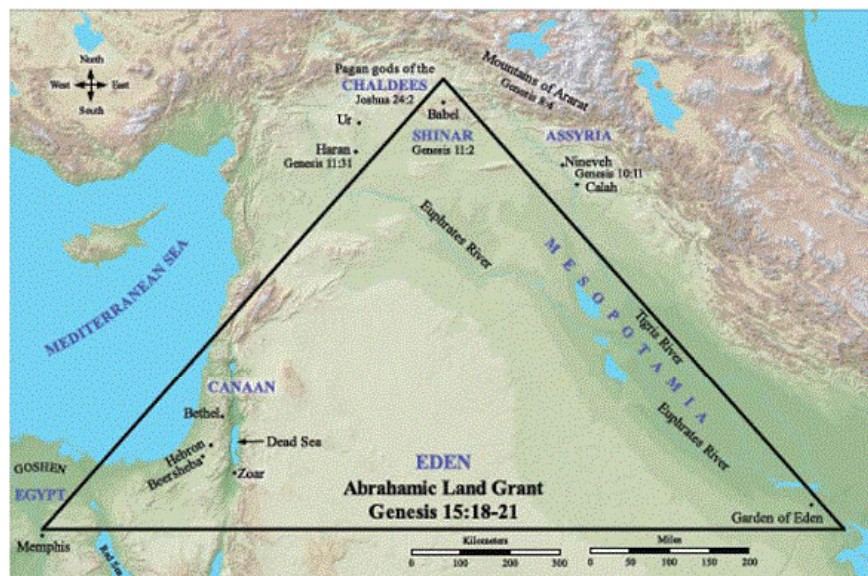 North
West
East
South
Pagan gods of the
CHALDEES
Joshua 24:2
Mountains of Ararat
Genesis 8:4
Babel
Ur
SHINAR
Genesis 11:2
ASSYRIA
Haran
Genesis 11:31
Nineveh
Genesis 10:11
Calah
Euphrates River
MESOPOTAMIA
MEDITERRANEAN SEA
Tigris River
CANAAN
Bethel
Euphrates River
Dead Sea
Hebron
Beersheba
Zoar
GOSHEN
EGYPT
EDEN
Abrahamic Land Grant
Genesis 15:18-21
Garden of Eden
Memphis
Red Sea
Kilometers
0 100 200 300
Miles
0 50 100 150 200